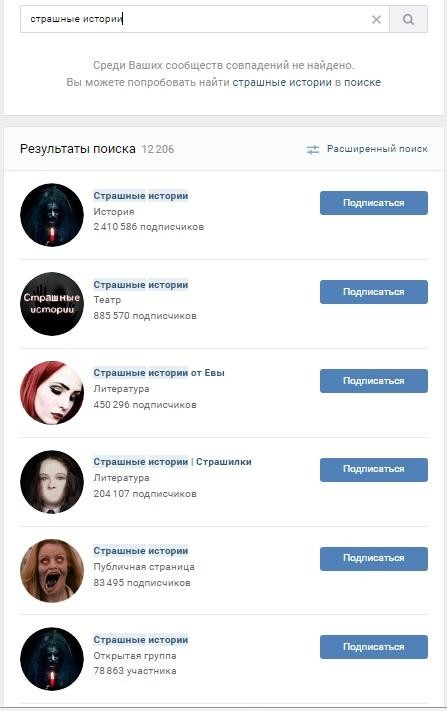 страшные истории
Среди Ваших сообществ совпадений не найдено.
Вы можете попробовать найти страшные истории в поиске
Результаты поиска 12 206
Расширенный поиск
Страшные истории
История
2 410 586 подписчиков
Подписаться
Страшные
истории
Страшные истории
Театр
885 570 подписчиков
Подписаться
Страшные истории от Евы
Литература
450 296 подписчиков
Подписаться
Страшные истории | Страшилки
Литература
204 107 подписчиков
Подписаться
Страшные истории
Публичная страница
83 495 подписчиков
Подписаться
Страшные истории
Открытая группа
78 863 участника
Подписаться